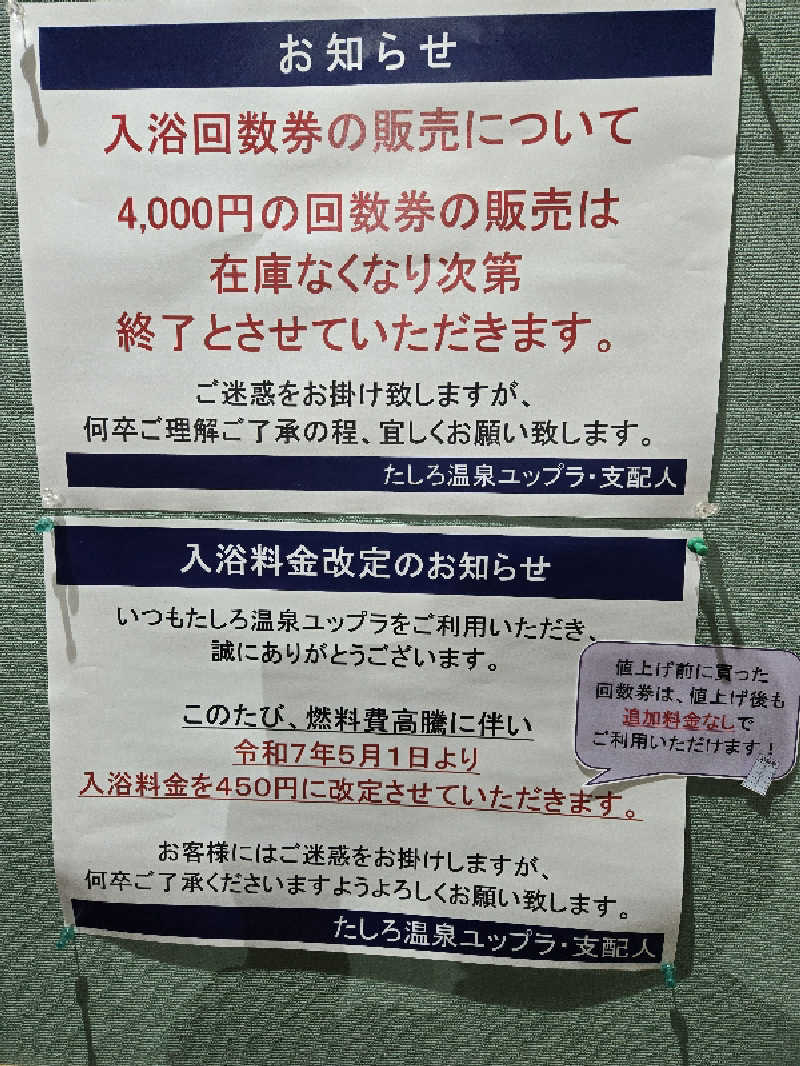 お知らせ
入浴回数券の販売について
4,000円の回数券の販売は
在庫なくなり次第
終了とさせていただきます。
ご迷惑をお掛け致しますが、
何卒ご理解ご了承の程、宜しくお願い致します。
たしろ温泉ユップラ・支配人
入浴料金改定のお知らせ
いつもたしろ温泉ユップラをご利用いただき、
誠にありがとうございます。
このたび、燃料費高騰に伴い
令和7年5月1日より
入浴料金を450円に改定させていただきます。
値上げ前に買った
回数券は、値上げ後も
追加料金なしで
ご利用いただけます!
お客様にはご迷惑をお掛けしますが、
何卒ご了承くださいますようよろしくお願い致します。
たしろ温泉ユップラ・支配人